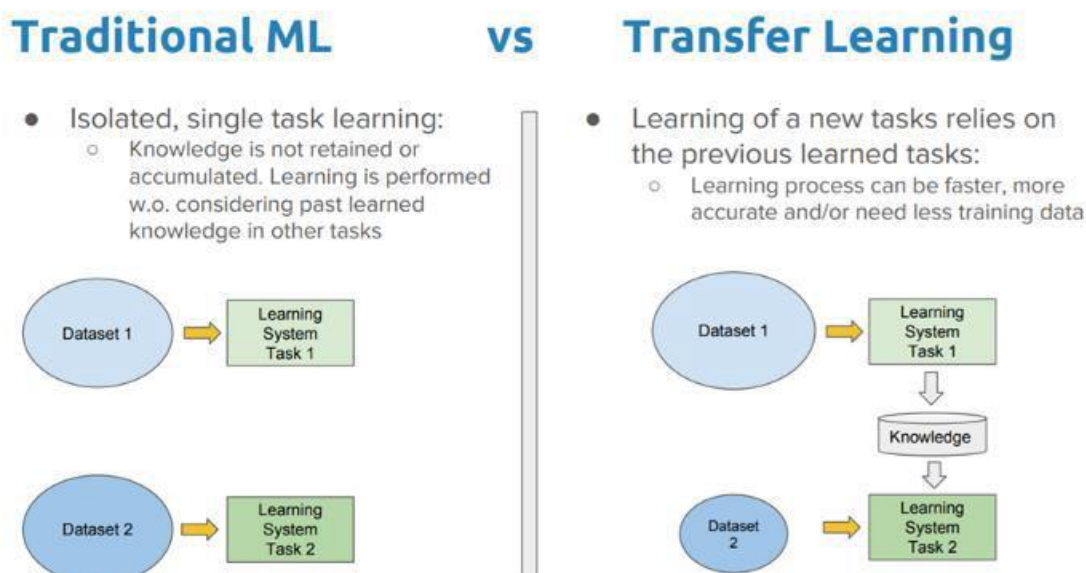 Traditional ML vs Transfer Learning
● Isolated, single task learning:
○ Knowledge is not retained or
accumulated. Learning is performed
w.o. considering past learned
knowledge in other tasks
Dataset 1
Learning
System
Task 1
Dataset 2
Learning
System
Task 2
● Learning of a new tasks relies on
the previous learned tasks:
○ Learning process can be faster, more
accurate and/or need less training data
Dataset 1
Learning
System
Task 1
Knowledge
Dataset
2
Learning
System
Task 2